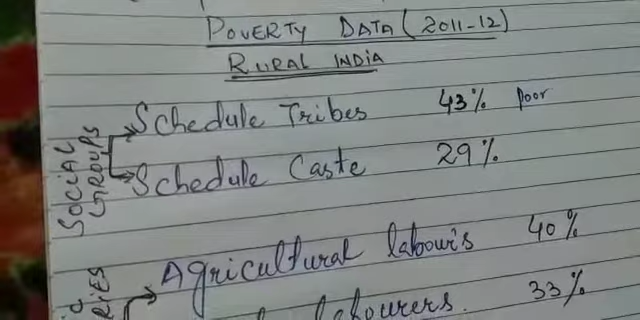 POVERTY DATA (2011-12)
RURAL INDIA
SOCIAL GROUPS
Schedule Tribes 43% poor
Schedule Caste 29%
Agricultural labour's 40%
labourers. 33%